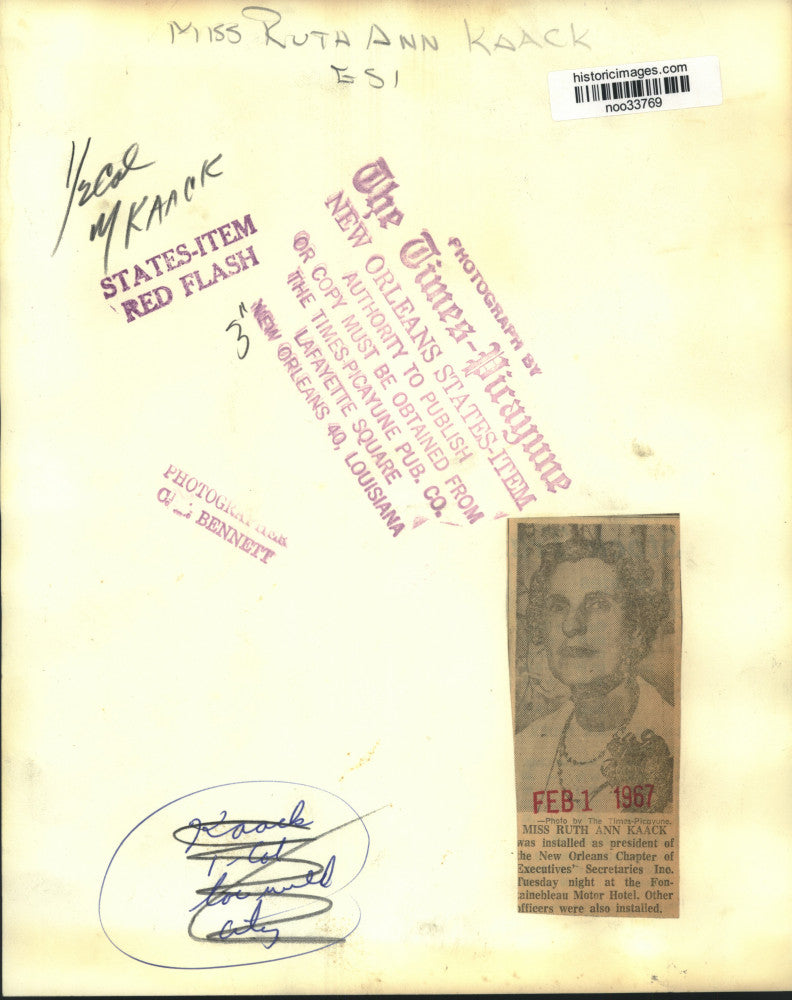 MISS RUTH ANN KAACK
ESI
historicimages.com
noo33769
1/2 Col
M KAACK
STATES-ITEM
RED FLASH
3"
PHOTOGRAPH BY
The Times-Picayune
NEW ORLEANS STATES-ITEM
AUTHORITY TO PUBLISH
OR COPY MUST BE OBTAINED FROM
THE TIMES-PICAYUNE PUB. CO.
LAFAYETTE SQUARE
NEW ORLEANS 40, LOUISIANA
PHOTOGRAPHER
BENNETT
FEB 1 1967
—Photo by The Times-Picayune.
MISS RUTH ANN KAACK
was installed as president of
the New Orleans Chapter of
Executives' Secretaries Inc.
Tuesday night at the Fon-
tainebleau Motor Hotel. Other
officers were also installed.
Kaack
1-Col
city